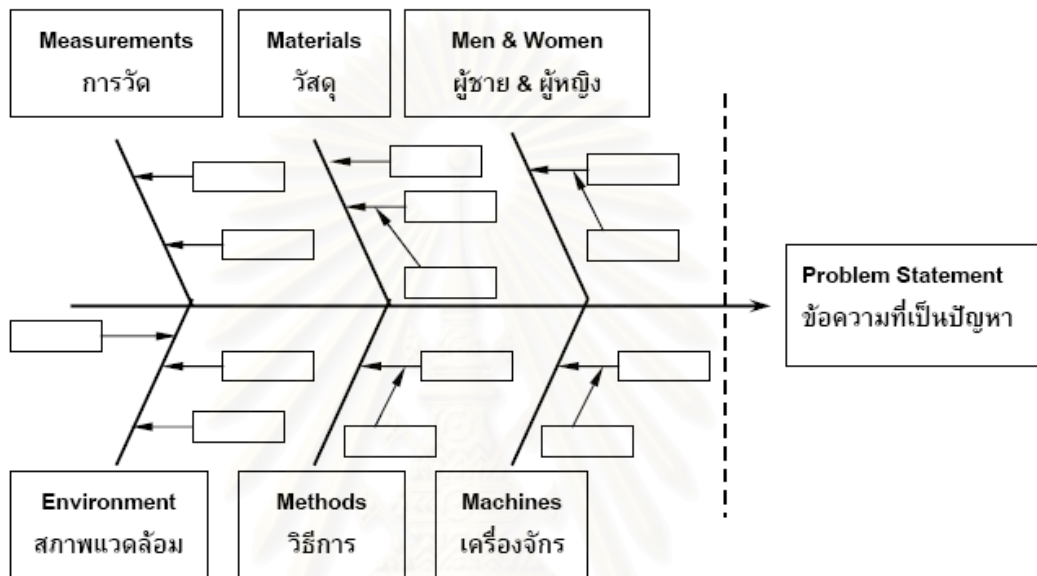 Measurements
การวัด
Materials
วัสดุ
Men & Women
ผู้ชาย & ผู้หญิง
Problem Statement
ข้อความที่เป็นปัญหา
Environment
สภาพแวดล้อม
Methods
วิธีการ
Machines
เครื่องจักร